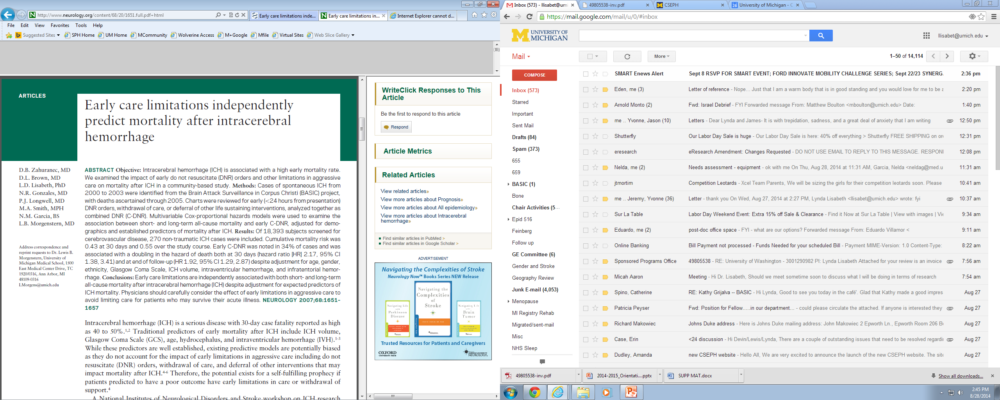 http://www.neurology.org/content/68/20/1651.full.pdf+html
Early care limitations inde...
Early care limitations in...
Internet Explorer cannot d...
File Edit View Favorites Tools Help
Suggested Sites
SPH Home
UM Home
MCommunity
Wolverine Access
M+Google
Mfile
Virtual Sites
Web Slice Gallery
ARTICLES
Early care limitations independently
predict mortality after intracerebral
hemorrhage
D.B. Zahuranec, MD
D.L. Brown, MD
L.D. Lisabeth, PhD
N.R. Gonzales, MD
P.J. Longwell, MD
M.A. Smith, MPH
N.M. Garcia, BS
L.B. Morgenstern, MD
Address correspondence and
reprint requests to Dr. Lewis B.
Morgenstern, University of
Michigan Medical School, 1500
East Medical Center Drive, TC
1920/0316, Ann Arbor, MI
48109-0316
LMorgens@umich.edu
ABSTRACT Objective: Intracerebral hemorrhage (ICH) is associated with a high early mortality rate.
We examined the impact of early do not resuscitate (DNR) orders and other limitations in aggressive
care on mortality after ICH in a community-based study. Methods: Cases of spontaneous ICH from
2000 to 2003 were identified from the Brain Attack Surveillance in Corpus Christi (BASIC) project,
with deaths ascertained through 2005. Charts were reviewed for early (<24 hours from presentation)
DNR orders, withdrawal of care, or deferral of other life sustaining interventions, analyzed together as
combined DNR (C-DNR). Multivariable Cox-proportional hazards models were used to examine the
association between short- and long-term all-cause mortality and early C-DNR, adjusted for demo-
graphics and established predictors of mortality after ICH. Results: Of 18,393 subjects screened for
cerebrovascular disease, 270 non-traumatic ICH cases were included. Cumulative mortality risk was
0.43 at 30 days and 0.55 over the study course. Early C-DNR was noted in 34% of cases and was
associated with a doubling in the hazard of death both at 30 days (hazard ratio [HR] 2.17, 95% CI
1.38, 3.41) and at end of follow-up (HR 1.92, 95% CI 1.29, 2.87) despite adjustment for age, gender,
ethnicity, Glasgow Coma Scale, ICH volume, intraventricular hemorrhage, and infratentorial hemor-
rhage. Conclusions: Early care limitations are independently associated with both short- and long-term
all-cause mortality after intracerebral hemorrhage (ICH) despite adjustment for expected predictors of
ICH mortality. Physicians should carefully consider the effect of early limitations in aggressive care to
avoid limiting care for patients who may survive their acute illness. NEUROLOGY 2007;68:1651–
1657
Intracerebral hemorrhage (ICH) is a serious disease with 30-day case fatality reported as high
as 40 to 50%.1,2 Traditional predictors of early mortality after ICH include ICH volume,
Glasgow Coma Scale (GCS), age, hydrocephalus, and intraventricular hemorrhage (IVH).1-3
While these predictors are well established, existing predictive models are potentially biased
as they do not account for the impact of early limitations in aggressive care including do not
resuscitate (DNR) orders, withdrawal of care, and deferral of other interventions that may
impact mortality after ICH.4-6 Therefore, the potential exists for a self-fulfilling prophecy if
patients predicted to have a poor outcome have early limitations in care or withdrawal of
support.4
A National Institutes of Neurological Disorders and Stroke workshop on ICH research
WriteClick Responses to This
Article
Be the first to respond to this article
Respond
Article Metrics
Related Articles
View related articles»
View more articles about Prognosis»
View more articles about All epidemiology»
View more articles about Intracerebral
hemorrhage»
Find similar articles in PubMed >
Find similar articles in Google Scholar >
ADVERTISEMENT
Navigating the Complexities of Stroke
Neurology Now™ Books Series NEW Release
Navigating the
Complexities
of
Stroke
Navigating Life
with
Parkinson
Disease
Navigating Life
with a
Brain
Tumor
Trusted Resources for Patients and Caregivers
OXFORD
UNIVERSITY PRESS
AMERICAN ACADEMY OF
NEUROLOGY.
Inbox (573) - llisabet@um
49805538-inv.pdf
CSEPH
University of Michigan - C
https://mail.google.com/mail/u/0/#inbox
UNIVERSITY OF
MICHIGAN
llisabet@umich.edu
Mail
More
1–50 of 14,114
COMPOSE
Inbox (573)
Starred
Important
Sent Mail
Drafts (84)
Spam (373)
655
659
BASIC (1)
Bone
Chair Activities (5...
Epid 516
Feinberg
Follow up
GE Committee (6)
Gender and Stroke
Geography Review
Junk E-mail (4,053)
Menopause
MI Registry Rehab
Migrated/sent-mail
Misc
NHS Sleep
SMART Enews Alert Sept 8 RSVP FOR SMART EVENT; FORD INNOVATE MOBILITY CHALLENGE SERIES; Sept 22/23 SYNERG. 2:36 pm
Eden, me (3) Letter of reference - Nope... Just that I am a warm body that is in good standing and you would love for me to be a 2:20 pm
Arnold Monto (2) Fwd: Israel Debrief - FYI Forwarded message From: Matthew Boulton <mboulton@umich.edu> Date: 1:40 pm
me .. Yvonne, Jason (10) Letters - Dear Lynda and James- It is with trepidation, sadness, and a great deal of anxiety that I am writing 12:50 pm
Shutterfly Our Labor Day Sale is huge - Our Labor Day Sale is here: 40% off everything > Shutterfly FREE SHIPPING on or 12:31 pm
eresearch eResearch Amendment: Changes Requested - DO NOT USE EMAIL TO REPLY TO THIS MESSAGE. RESPON 12:08 pm
Nelda, me (2) Needs assessment - equipment - ok with me On Thu, Aug 28, 2014 at 11:31 AM, Garcia, Nelda <neldag@med.u 11:31 am
jtmortim Competition Leotards - Xcel Team Parents, We will be sizing the girls for their competition leotards soon. Please 10:41 am
me .. Jeremy, Yvonne (36) Letter - thank you On Wed, Aug 27, 2014 at 2:27 PM, Lynda Lisabeth <llisabet@umich.edu> wrote: fyi 10:37 am
Sur La Table Labor Day Weekend Event: Extra 15% off Sale & Clearance - Find it Now at Sur La Table | View with images | Vi 9:34 am
Eduardo, me (2) post-doc office space - FYI - what are our options? Forwarded message From: Eduardo Villamor < 9:11 am
Online Banking Bill Payment not processed - Funds Needed for your scheduled Bill - Payment MIME-Version: 1.0 Content-Type: 8:22 am
Sponsored Programs Office 49805538 - RE: University of Washington - 3001290982 PI: Lynda Lisabeth Attached for your review is an invoice 7:56 am
Micah Aaron Meeting - Hi Dr. Lisabeth, Should we meet sometime soon to discuss what I will be doing in terms of research 7:54 am
Spino, Catherine RE: Kathy Grijalva -- BASIC - Hi Lynda, Good to see you today in the café'. Glad that Kathy made a good impres Aug 27
Patricia Peyser Fwd: Position for Fellow.....in our department... - could please circulate the attached. If anyone is interested they Aug 27
Richard Makowiec Johns Duke address - Here is Johns Duke mailing address: John Makowiec 2 Epworth Ln., Epworth Room 206 B Aug 27
Case, Erin <24 discussion - Hi Devin/Lewis/Lynda, There are a couple of outstanding issues that need to be resolved regardi Aug 27
Dudley, Amanda new CSEPH website - Hello All, We are very excited to announce the launch of the new CSEPH website. The site Aug 27
49805538-inv.pdf
2014-2015_Orientati....pptx
SUPP MAT.docx
Show all downloads...
2:45 PM
8/28/2014